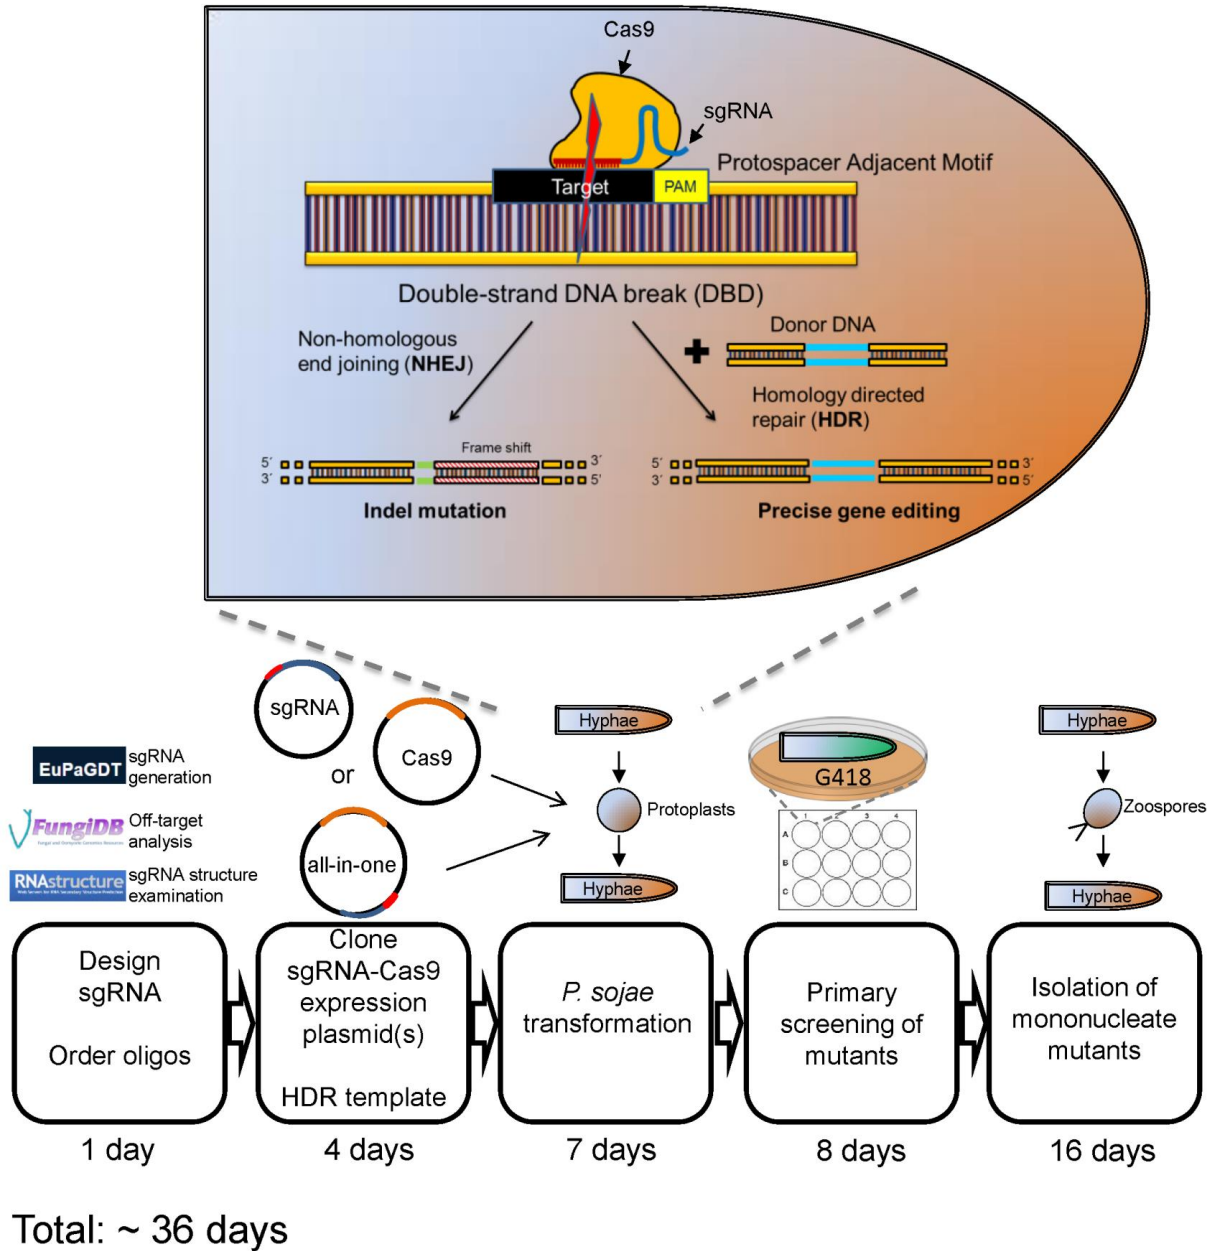 Cas9
sgRNA
Protospacer Adjacent Motif
Target
PAM
Double-strand DNA break (DBD)
Non-homologous
end joining (NHEJ)
Donor DNA
Homology directed
repair (HDR)
Frame shift
5´
3´
3´
5'
Indel mutation
5´
3´
3´
5´
Precise gene editing
EuPaGDT
sgRNA
generation
FungiDB
Off-target
analysis
RNAstructure
sgRNA structure
examination
sgRNA
or
Cas9
all-in-one
Hyphae
Protoplasts
Hyphae
G418
1 3 4
A
B
C
Hyphae
Zoospores
Hyphae
Design
sgRNA
Order oligos
Clone
sgRNA-Cas9
expression
plasmid(s)
HDR template
P. sojae
transformation
Primary
screening of
mutants
Isolation of
mononucleate
mutants
1 day
4 days
7 days
8 days
16 days
Total: ~ 36 days